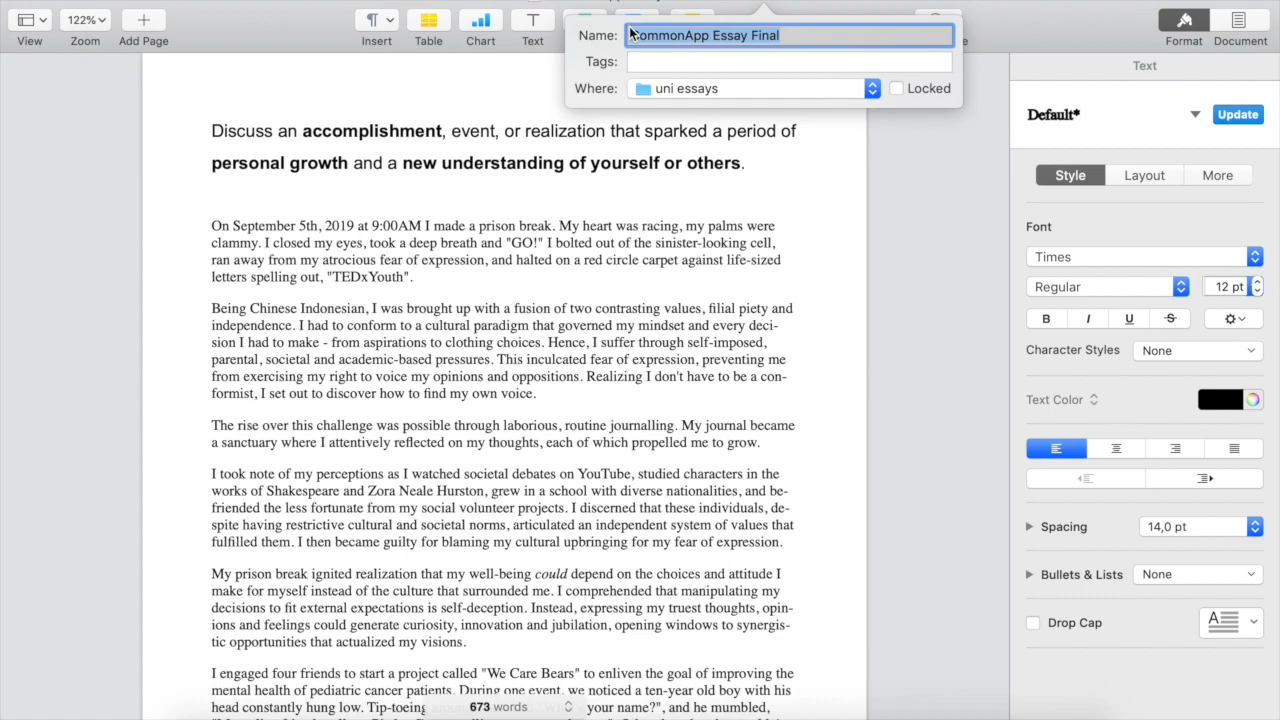 122%
View
Zoom
Add Page
Insert
Table
Chart
Text
Format
Document
Name: CommonApp Essay Final
Tags:
Where: uni essays
Locked
Text
Default*
Update
Style
Layout
More
Font
Times
Regular
12 pt
B I U S
Character Styles
None
Text Color
Spacing
14,0 pt
Bullets & Lists
None
Drop Cap
A
Discuss an accomplishment, event, or realization that sparked a period of
personal growth and a new understanding of yourself or others.
On September 5th, 2019 at 9:00AM I made a prison break. My heart was racing, my palms were
clammy. I closed my eyes, took a deep breath and "GO!" I bolted out of the sinister-looking cell,
ran away from my atrocious fear of expression, and halted on a red circle carpet against life-sized
letters spelling out, "TEDxYouth".
Being Chinese Indonesian, I was brought up with a fusion of two contrasting values, filial piety and
independence. I had to conform to a cultural paradigm that governed my mindset and every deci-
sion I had to make - from aspirations to clothing choices. Hence, I suffer through self-imposed,
parental, societal and academic-based pressures. This inculcated fear of expression, preventing me
from exercising my right to voice my opinions and oppositions. Realizing I don't have to be a con-
formist, I set out to discover how to find my own voice.
The rise over this challenge was possible through laborious, routine journalling. My journal became
a sanctuary where I attentively reflected on my thoughts, each of which propelled me to grow.
I took note of my perceptions as I watched societal debates on YouTube, studied characters in the
works of Shakespeare and Zora Neale Hurston, grew in a school with diverse nationalities, and be-
friended the less fortunate from my social volunteer projects. I discerned that these individuals, de-
spite having restrictive cultural and societal norms, articulated an independent system of values that
fulfilled them. I then became guilty for blaming my cultural upbringing for my fear of expression.
My prison break ignited realization that my well-being could depend on the choices and attitude I
make for myself instead of the culture that surrounded me. I comprehended that manipulating my
decisions to fit external expectations is self-deception. Instead, expressing my truest thoughts, opin-
ions and feelings could generate curiosity, innovation and jubilation, opening windows to synergis-
tic opportunities that actualized my visions.
I engaged four friends to start a project called "We Care Bears" to enliven the goal of improving the
mental health of pediatric cancer patients. During one event, we noticed a ten-year old boy with his
head constantly hung low. Tip-toeing your name?", and he mumbled,
673 words